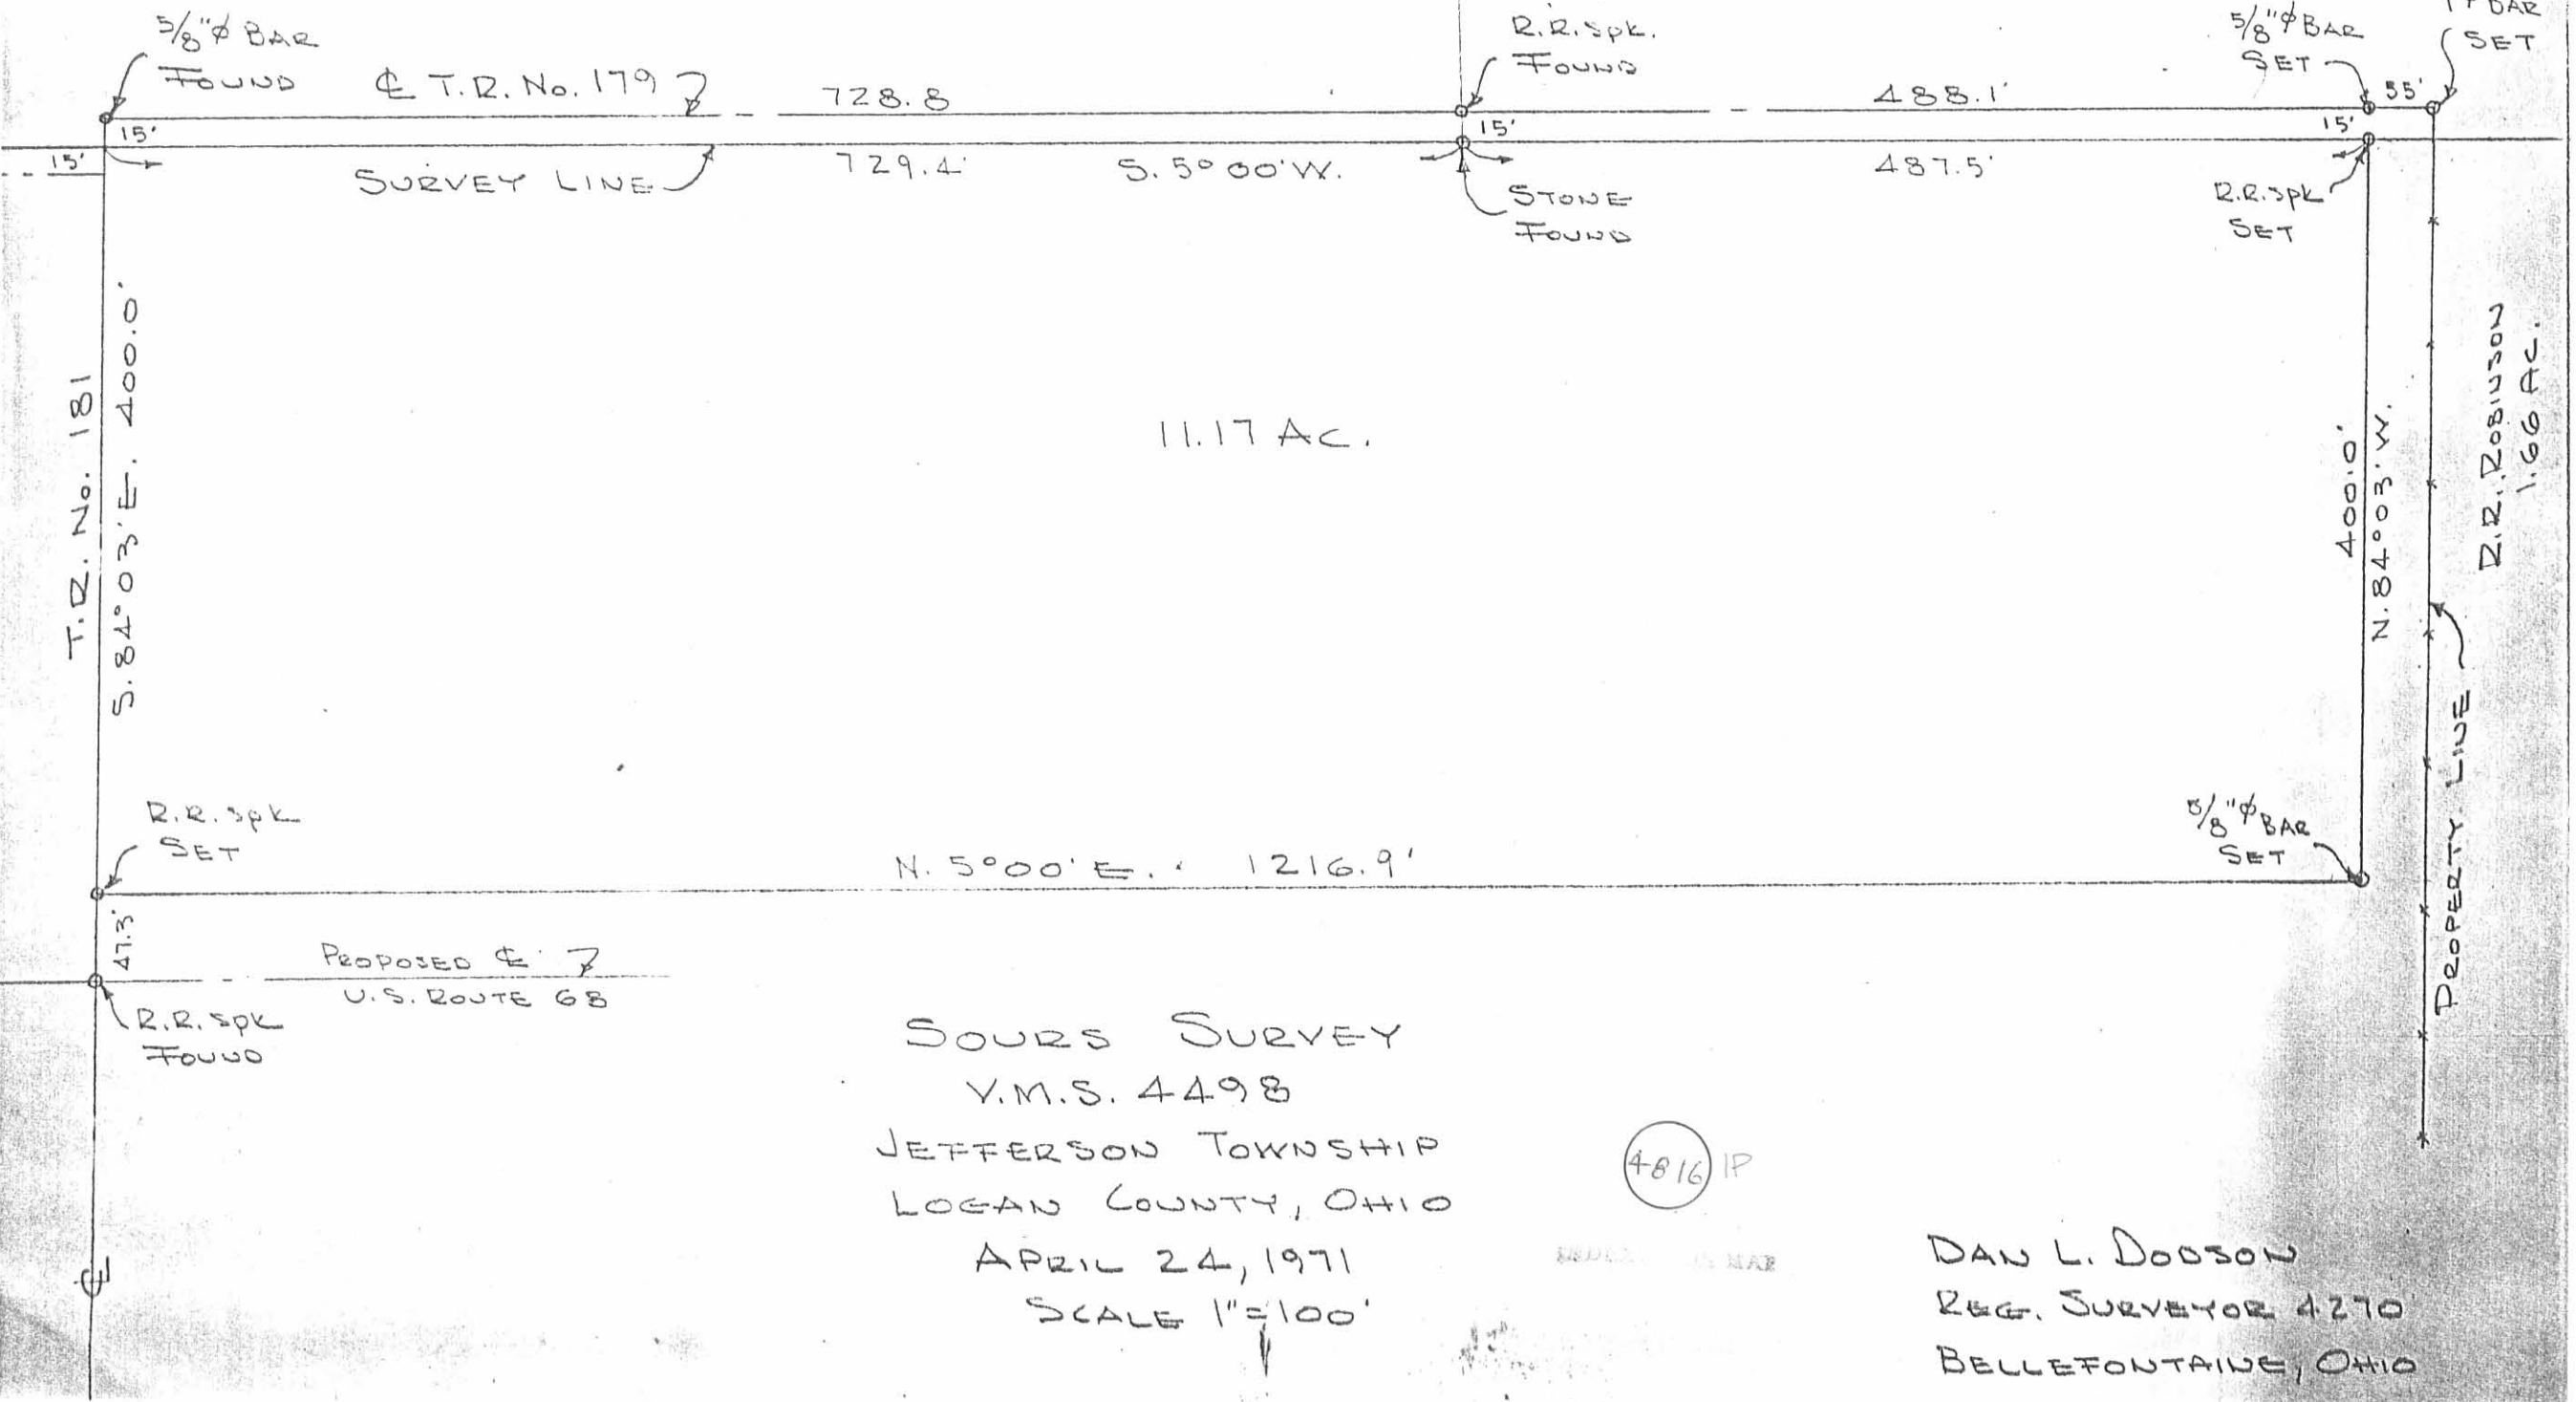 5/8"⌀ BAR
FOUND
℄ T.R. No. 179
728.8
R.R. spk.
FOUND
488.1'
5/8"⌀ BAR
SET
35'
BAR
SET
15'
15'
15'
15'
SURVEY LINE
729.4'
S. 5° 00' W.
STONE
FOUND
487.5'
R.R. spk
SET
T.R. No. 181
S. 84° 03' E. 400.0'
11.17 AC.
400.0'
N. 84° 03' W.
R.R. ROBINSON
1.66 AC.
PROPERTY LINE
R.R. spk
SET
N. 5° 00' E. 1216.9'
5/8"⌀ BAR
SET
47.3'
PROPOSED ℄
U.S. ROUTE 68
R.R. spk
FOUND
℄
SOURS SURVEY
V.M.S. 4498
JEFFERSON TOWNSHIP
LOGAN COUNTY, OHIO
APRIL 24, 1971
SCALE 1"=100'
4816 IP
DAN L. DODSON
REG. SURVEYOR 4270
BELLEFONTAINE, OHIO